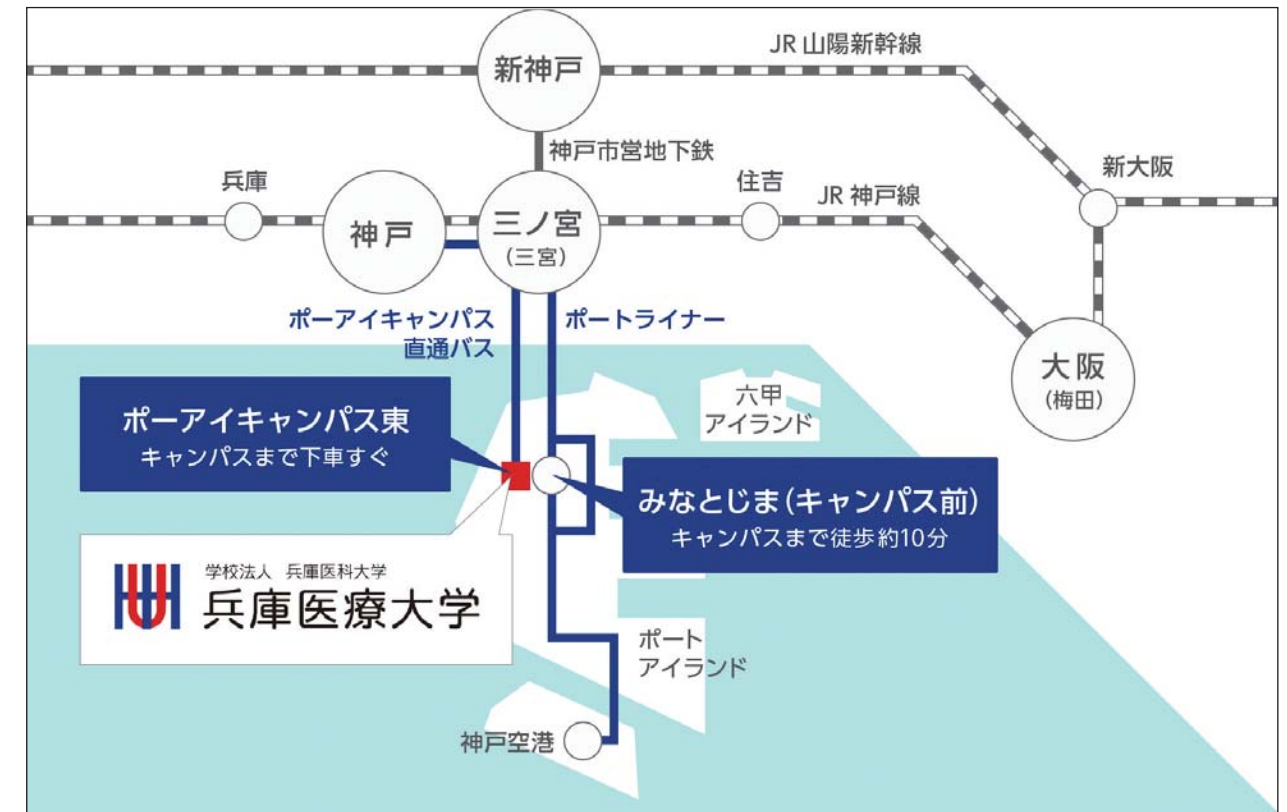 JR 山陽新幹線
新神戸
神戸市営地下鉄
新大阪
兵庫
住吉
JR 神戸線
神戸
三ノ宮
(三宮)
ポーアイキャンパス
直通バス
ポートライナー
大阪
(梅田)
六甲
アイランド
ポーアイキャンパス東
キャンパスまで下車すぐ
みなとじま(キャンパス前)
キャンパスまで徒歩約10分
学校法人 兵庫医科大学
兵庫医療大学
ポート
アイランド
神戸空港